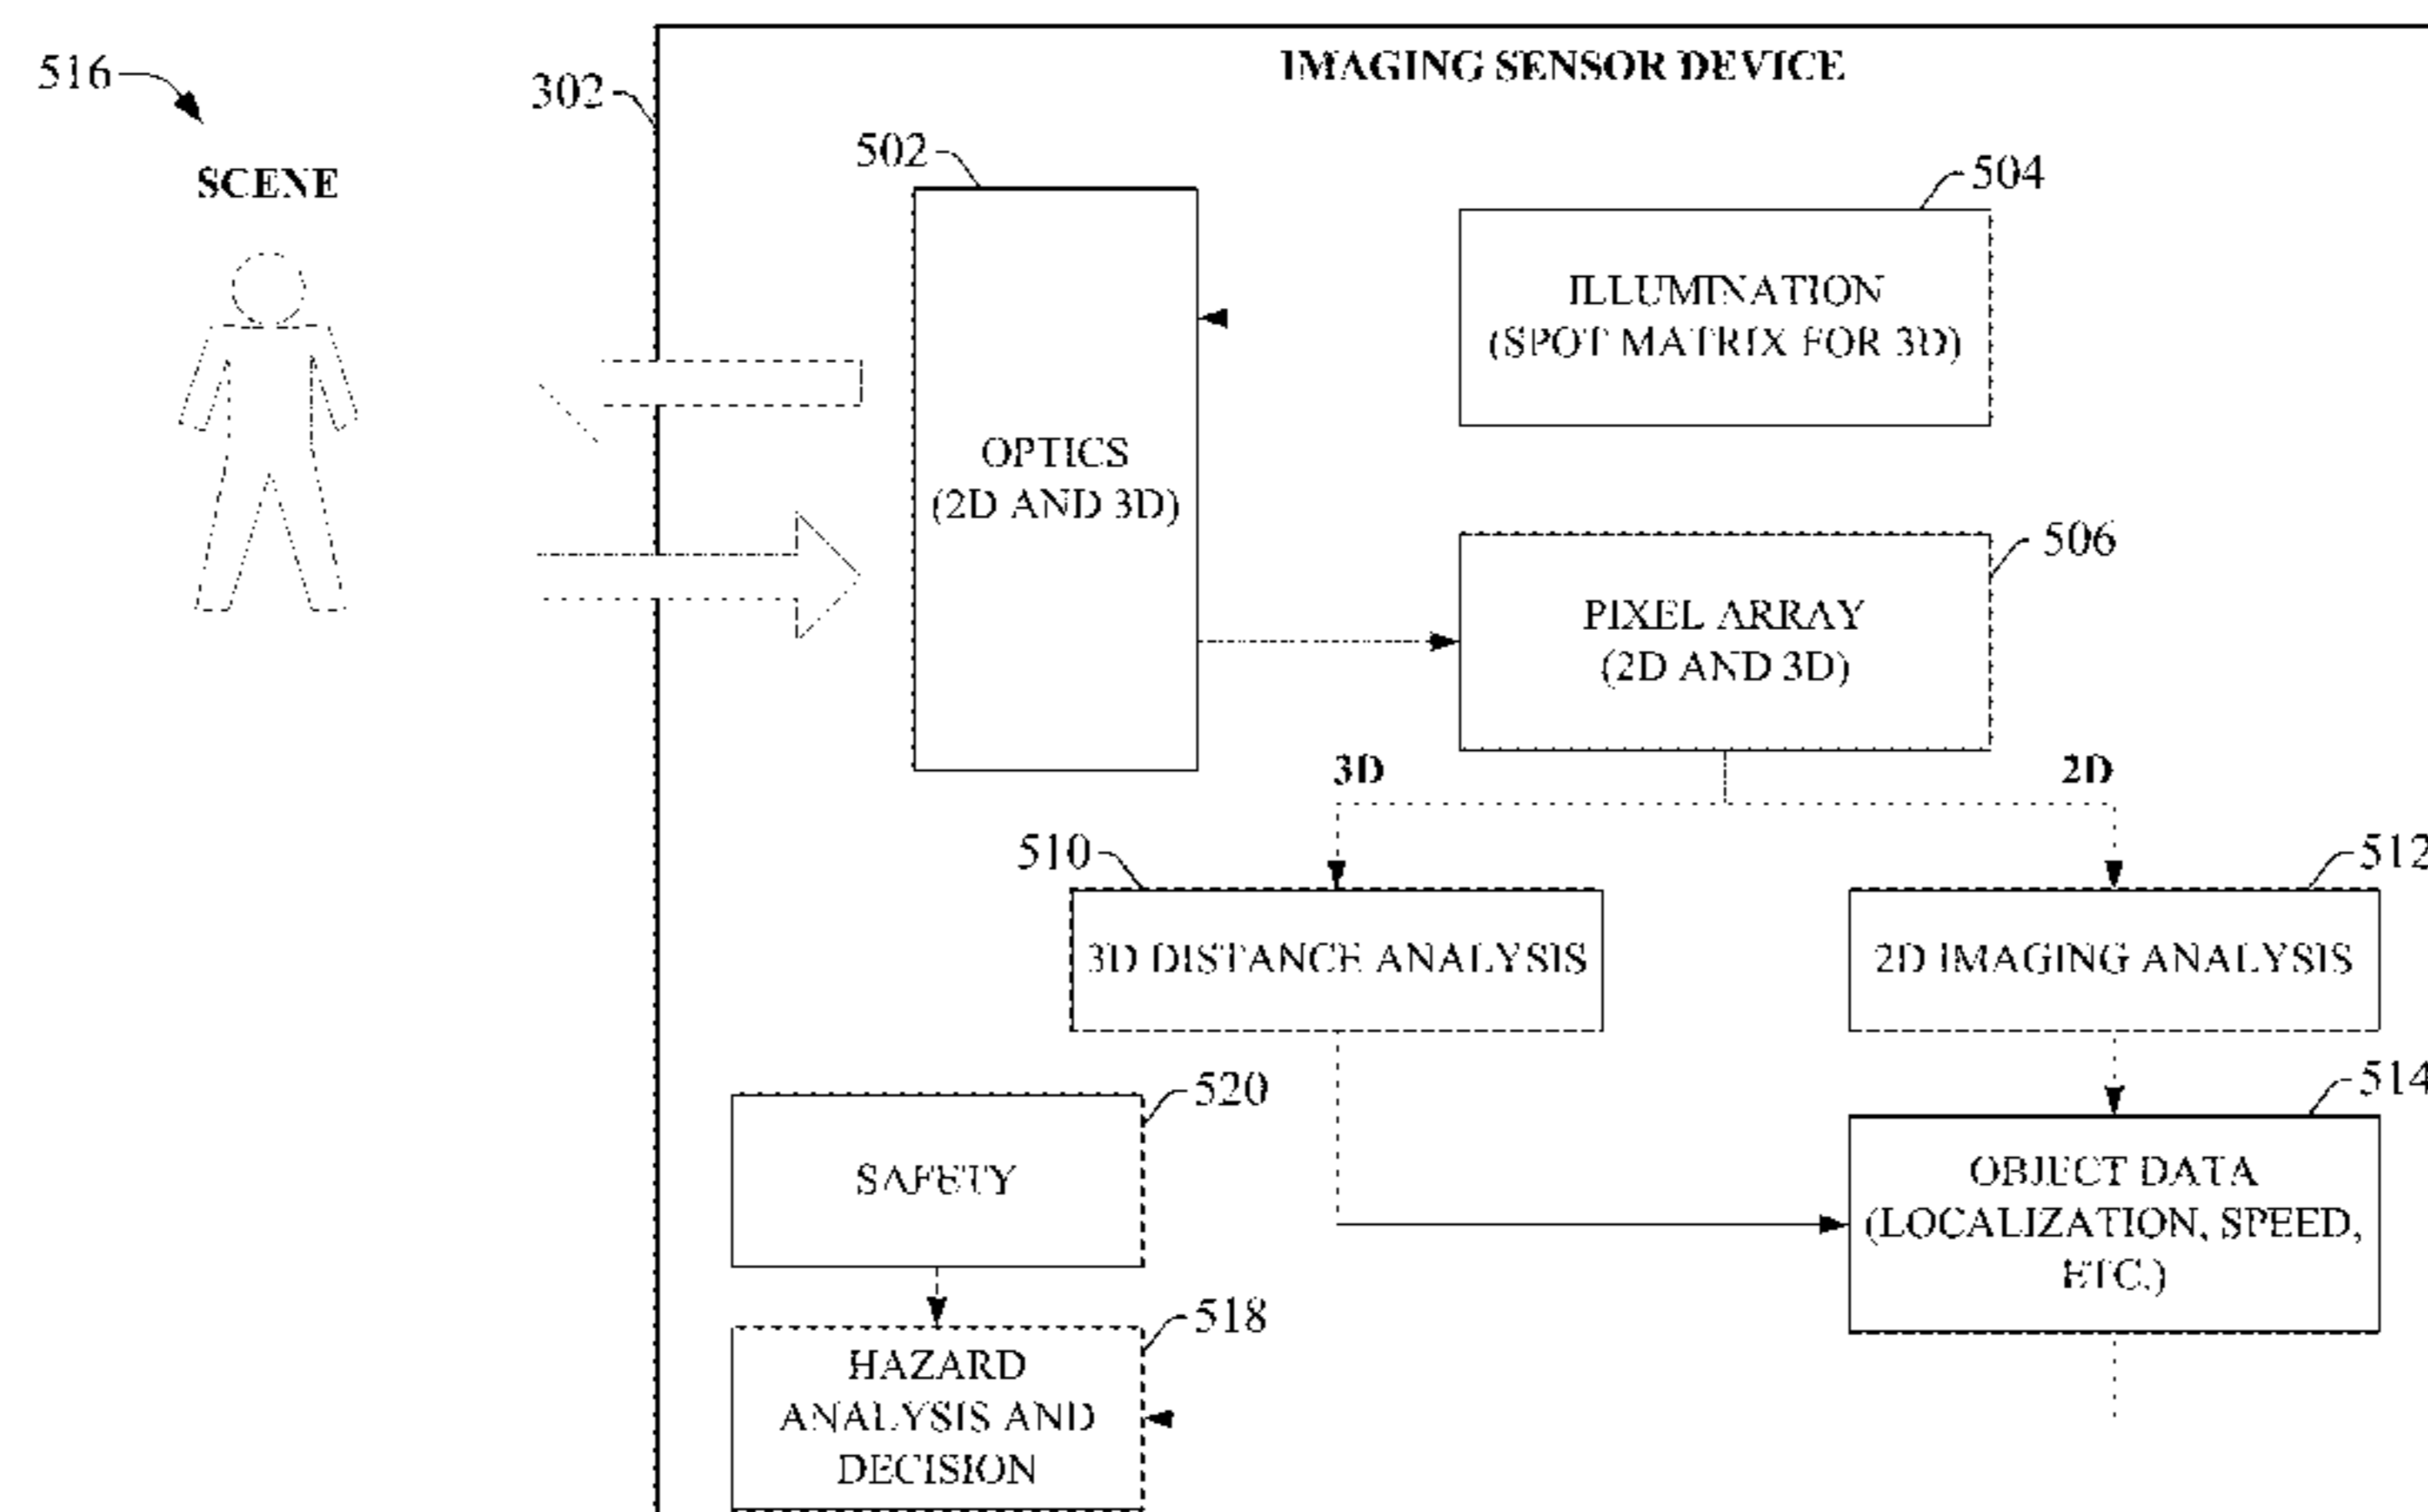 516
SCENE
302
IMAGING SENSOR DEVICE
502
504
OPTICS
(2D AND 3D)
ILLUMINATION
(SPOT MATRIX FOR 3D)
506
PIXEL ARRAY
(2D AND 3D)
3D
2D
510
3D DISTANCE ANALYSIS
512
2D IMAGING ANALYSIS
520
SAFETY
514
OBJECT DATA
(LOCALIZATION, SPEED,
ETC.)
518
HAZARD
ANALYSIS AND
DECISION